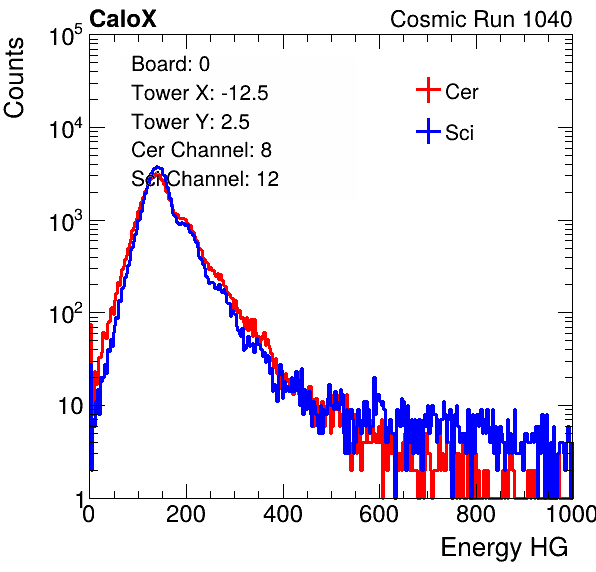 CaloX
Cosmic Run 1040
Board: 0
Tower X: -12.5
Tower Y: 2.5
Cer Channel: 8
Sci Channel: 12
Cer
Sci
Counts
10^5
10^4
10^3
10^2
10
1
0
200
400
600
800
1000
Energy HG